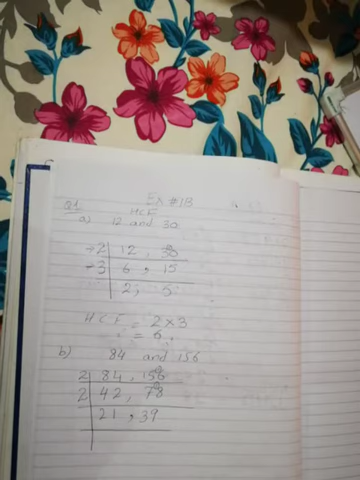 EX #1B
Q1 HCF
a) 12 and 30
÷2 | 12, 30
÷3 | 6, 15
2, 5
HCF = 2×3
= 6.
b) 84 and 156
2 | 84, 156
2 | 42, 78
21, 39